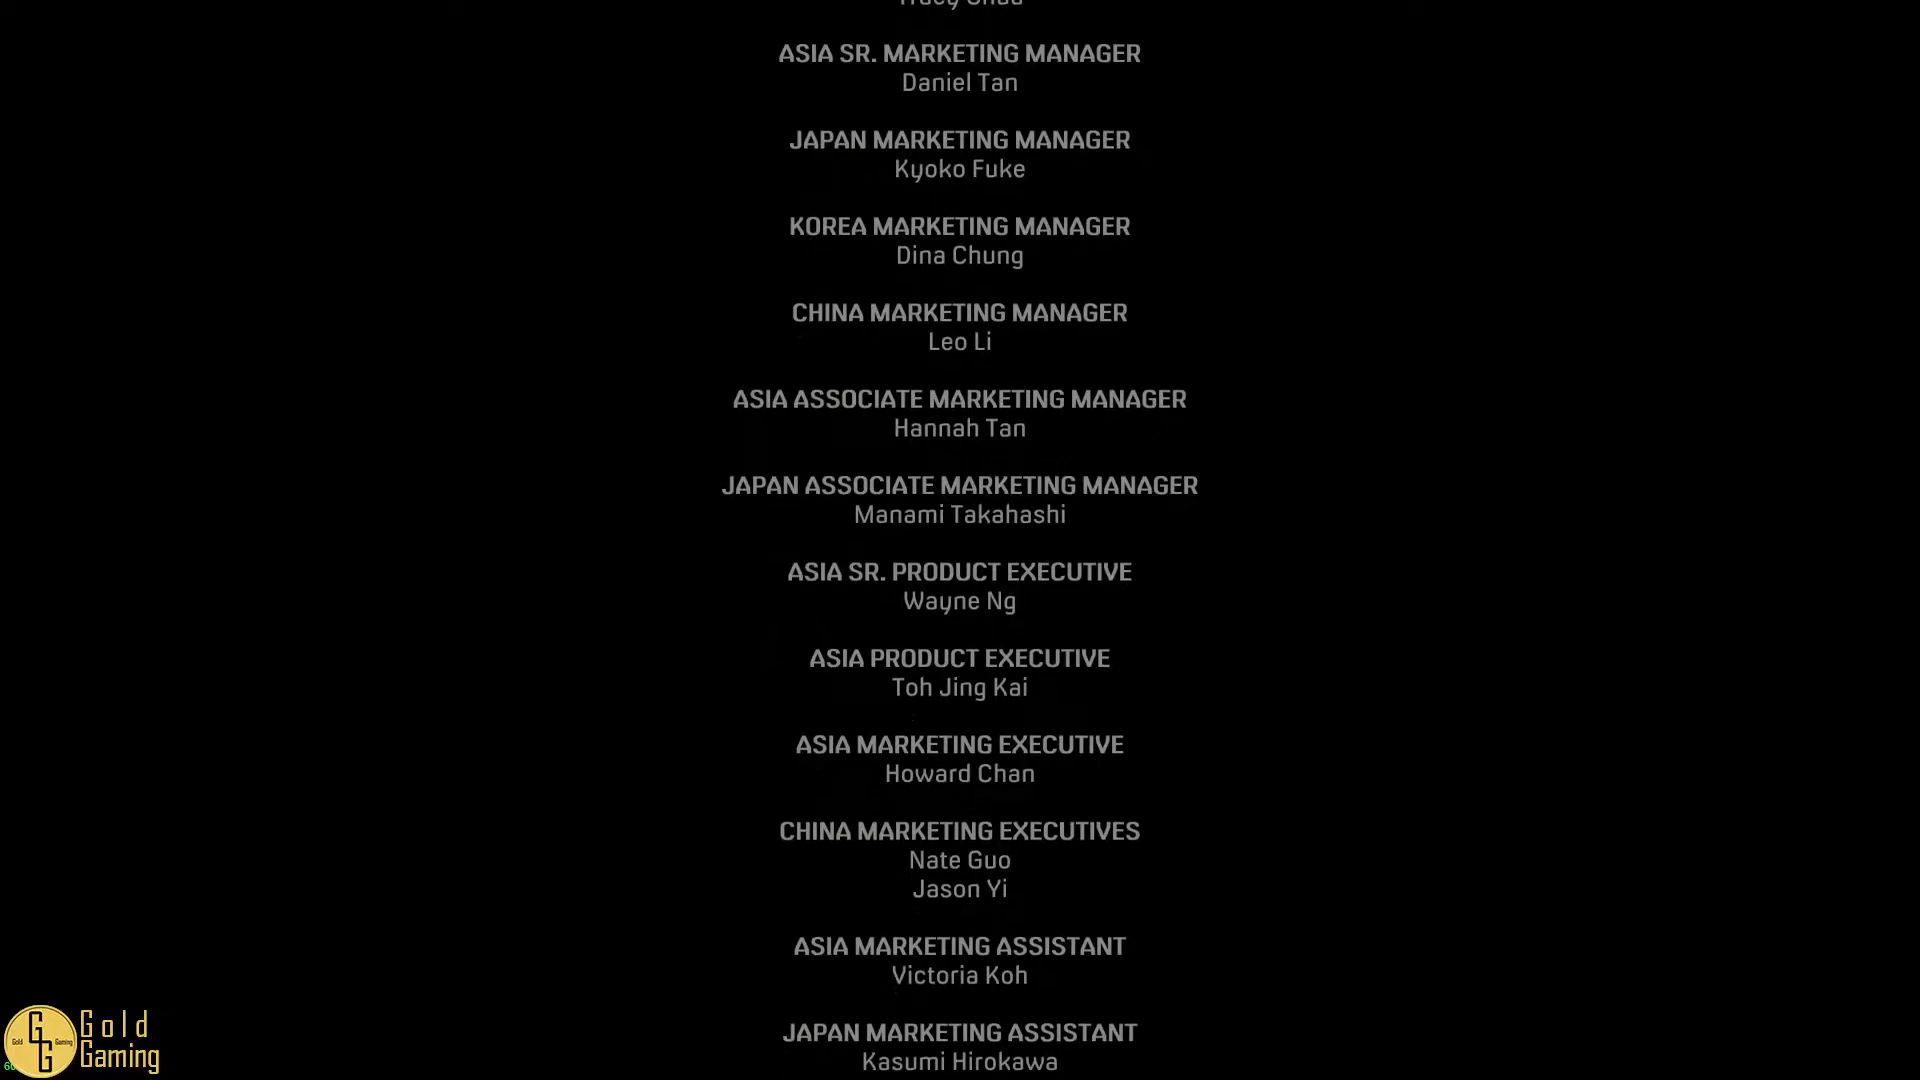 ASIA SR. MARKETING MANAGER
Daniel Tan
JAPAN MARKETING MANAGER
Kyoko Fuke
KOREA MARKETING MANAGER
Dina Chung
CHINA MARKETING MANAGER
Leo Li
ASIA ASSOCIATE MARKETING MANAGER
Hannah Tan
JAPAN ASSOCIATE MARKETING MANAGER
Manami Takahashi
ASIA SR. PRODUCT EXECUTIVE
Wayne Ng
ASIA PRODUCT EXECUTIVE
Toh Jing Kai
ASIA MARKETING EXECUTIVE
Howard Chan
CHINA MARKETING EXECUTIVES
Nate Guo
Jason Yi
ASIA MARKETING ASSISTANT
Victoria Koh
JAPAN MARKETING ASSISTANT
Kasumi Hirokawa
GG
Gold Gaming
Gold
Gaming